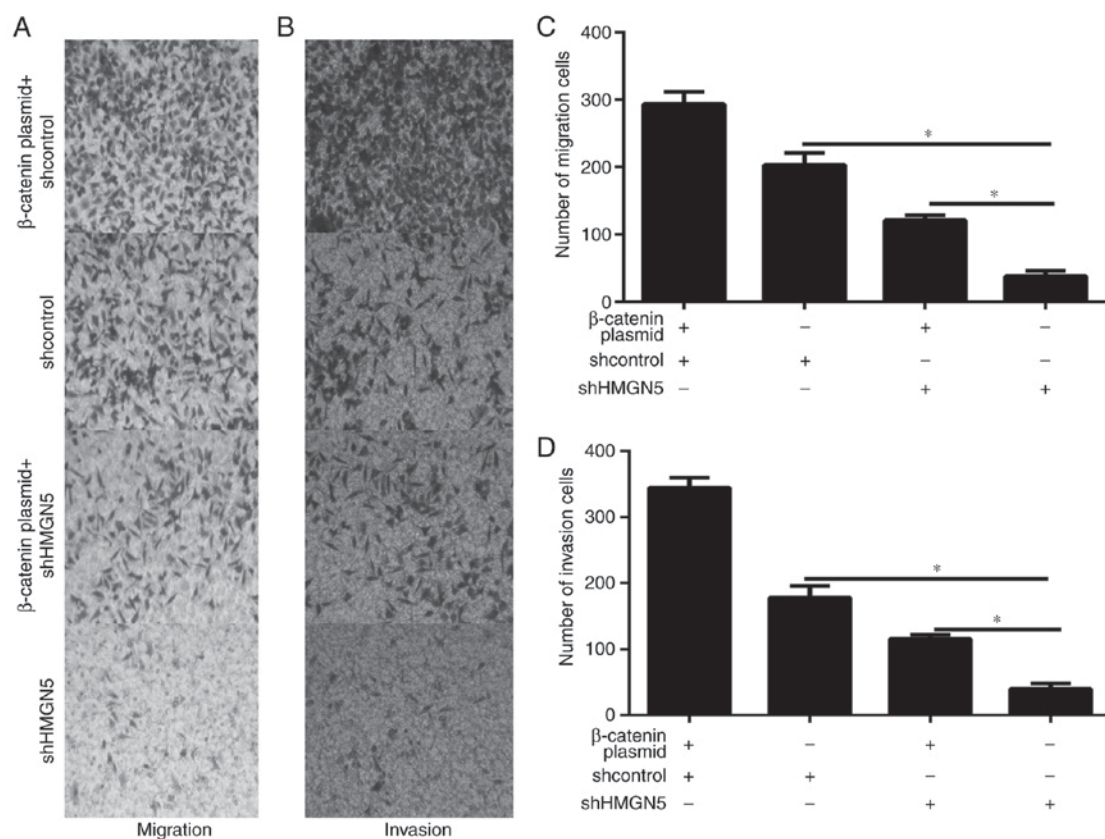 A
β-catenin plasmid+
shcontrol
shcontrol
β-catenin plasmid+
shHMGN5
shHMGN5
Migration
B
Invasion
C
Number of migration cells
400
300
200
100
0
*
*
β-catenin
plasmid
+ − + −
shcontrol + + − −
shHMGN5 − − + +
D
Number of invasion cells
400
300
200
100
0
*
*
β-catenin
plasmid
+ − + −
shcontrol + + − −
shHMGN5 − − + +